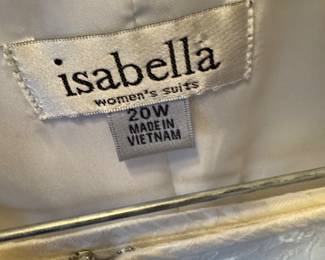 isabella
women's suits
20W
MADE IN
VIETNAM